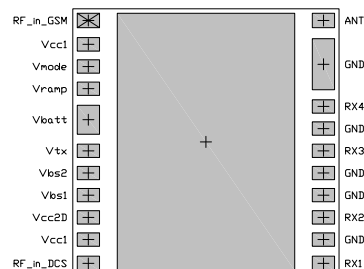 RF_in_GSM
Vcc1
Vmode
Vramp
Vbatt
Vtx
Vbs2
Vbs1
Vcc2D
Vcc1
RF_in_DCS
ANT
GND
RX4
GND
RX3
GND
GND
RX2
GND
RX1